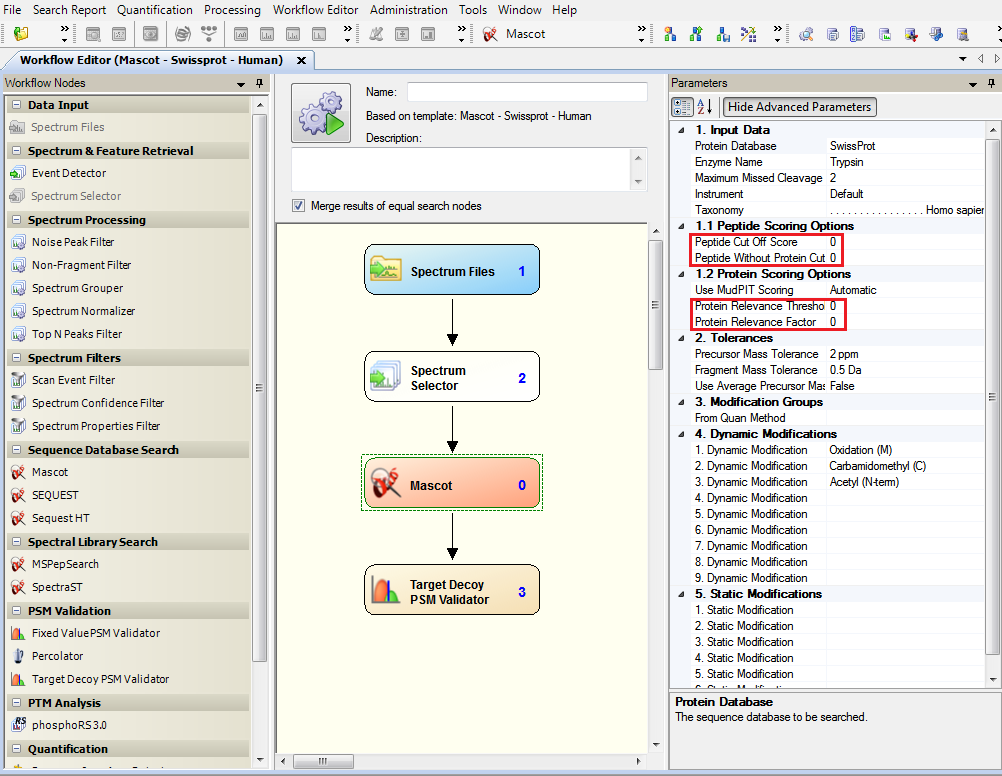 File Search Report Quantification Processing Workflow Editor Administration Tools Window Help
Mascot
Workflow Editor (Mascot - Swissprot - Human)
Workflow Nodes
Data Input
Spectrum Files
Spectrum & Feature Retrieval
Event Detector
Spectrum Selector
Spectrum Processing
Noise Peak Filter
Non-Fragment Filter
Spectrum Grouper
Spectrum Normalizer
Top N Peaks Filter
Spectrum Filters
Scan Event Filter
Spectrum Confidence Filter
Spectrum Properties Filter
Sequence Database Search
Mascot
SEQUEST
Sequest HT
Spectral Library Search
MSPepSearch
SpectraST
PSM Validation
Fixed Value PSM Validator
Percolator
Target Decoy PSM Validator
PTM Analysis
RS phosphoRS 3.0
Quantification
Name:
Based on template: Mascot - Swissprot - Human
Description:
Merge results of equal search nodes
Spectrum Files 1
Spectrum
Selector 2
Mascot 0
Target Decoy
PSM Validator 3
Parameters
Hide Advanced Parameters
1. Input Data
Protein Database SwissProt
Enzyme Name Trypsin
Maximum Missed Cleavage 2
Instrument Default
Taxonomy . . . . . . . . . . . . . . . . Homo sapier
1.1 Peptide Scoring Options
Peptide Cut Off Score 0
Peptide Without Protein Cut 0
1.2 Protein Scoring Options
Use MudPIT Scoring Automatic
Protein Relevance Thresho 0
Protein Relevance Factor 0
2. Tolerances
Precursor Mass Tolerance 2 ppm
Fragment Mass Tolerance 0.5 Da
Use Average Precursor Mas False
3. Modification Groups
From Quan Method
4. Dynamic Modifications
1. Dynamic Modification Oxidation (M)
2. Dynamic Modification Carbamidomethyl (C)
3. Dynamic Modification Acetyl (N-term)
4. Dynamic Modification
5. Dynamic Modification
6. Dynamic Modification
7. Dynamic Modification
8. Dynamic Modification
9. Dynamic Modification
5. Static Modifications
1. Static Modification
2. Static Modification
3. Static Modification
4. Static Modification
5. Static Modification
Protein Database
The sequence database to be searched.